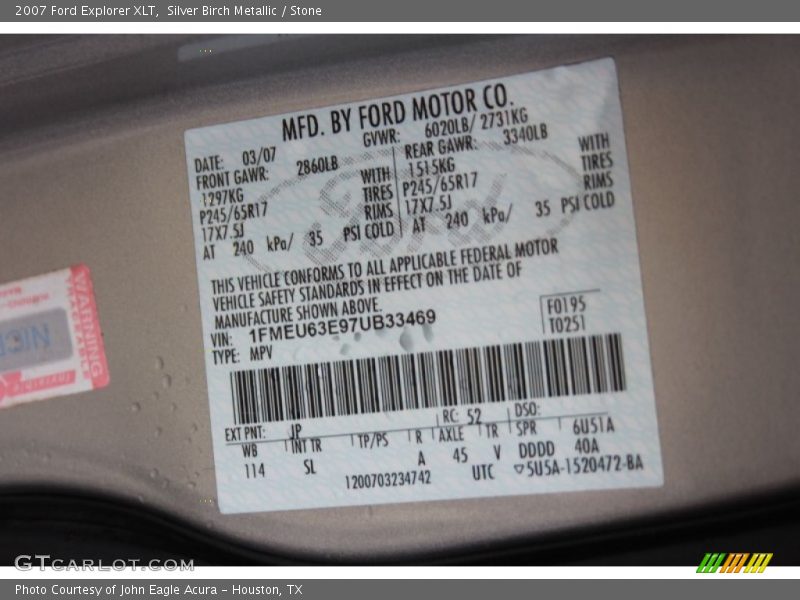 2007 Ford Explorer XLT, Silver Birch Metallic / Stone
MFD. BY FORD MOTOR CO.
DATE: 03/07 GVWR: 6020LB/ 2731KG
FRONT GAWR: 2860LB REAR GAWR: 3340LB
1297KG WITH 1515KG WITH
P245/65R17 TIRES P245/65R17 TIRES
17X7.5J RIMS 17X7.5J RIMS
AT 240 kPa/ 35 PSI COLD AT 240 kPa/ 35 PSI COLD
THIS VEHICLE CONFORMS TO ALL APPLICABLE FEDERAL MOTOR
VEHICLE SAFETY STANDARDS IN EFFECT ON THE DATE OF
MANUFACTURE SHOWN ABOVE.
VIN: 1FMEU63E97UB33469 F0195
TYPE: MPV T0251
EXT PNT: JP RC: 52 DSO:
WB INT TR TP/PS R AXLE TR SPR 6U51A
114 SL A 45 V DDDD 40A
1200703234742 UTC ▽5U5A-1520472-BA
Ford
WARNING
GTCARLOT.COM
Photo Courtesy of John Eagle Acura - Houston, TX